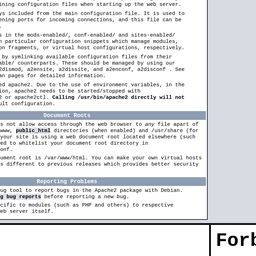 ining configuration files when starting up the web server.
ys included from the main configuration file. It is used to
ening ports for incoming connections, and this file can be
s in the mods-enabled/, conf-enabled/ and sites-enabled/
n particular configuration snippets which manage modules,
on fragments, or virtual host configurations, respectively.
by symlinking available configuration files from their
able/ counterparts. These should be managed by using our
2dismod, a2ensite, a2dissite, and a2enconf, a2disconf . See
an pages for detailed information.
ed apache2. Due to the use of environment variables, in the
ion, apache2 needs to be started/stopped with
2 or apache2ctl. Calling /usr/bin/apache2 directly will not
ult configuration.
Document Roots
s not allow access through the web browser to any file apart of
www, public_html directories (when enabled) and /usr/share (for
your site is using a web document root located elsewhere (such
ed to whitelist your document root directory in
onf.
ument root is /var/www/html. You can make your own virtual hosts
s different to previous releases which provides better security
Reporting Problems
bug tool to report bugs in the Apache2 package with Debian.
g bug reports before reporting a new bug.
cific to modules (such as PHP and others) to respective
web server itself.
Forb